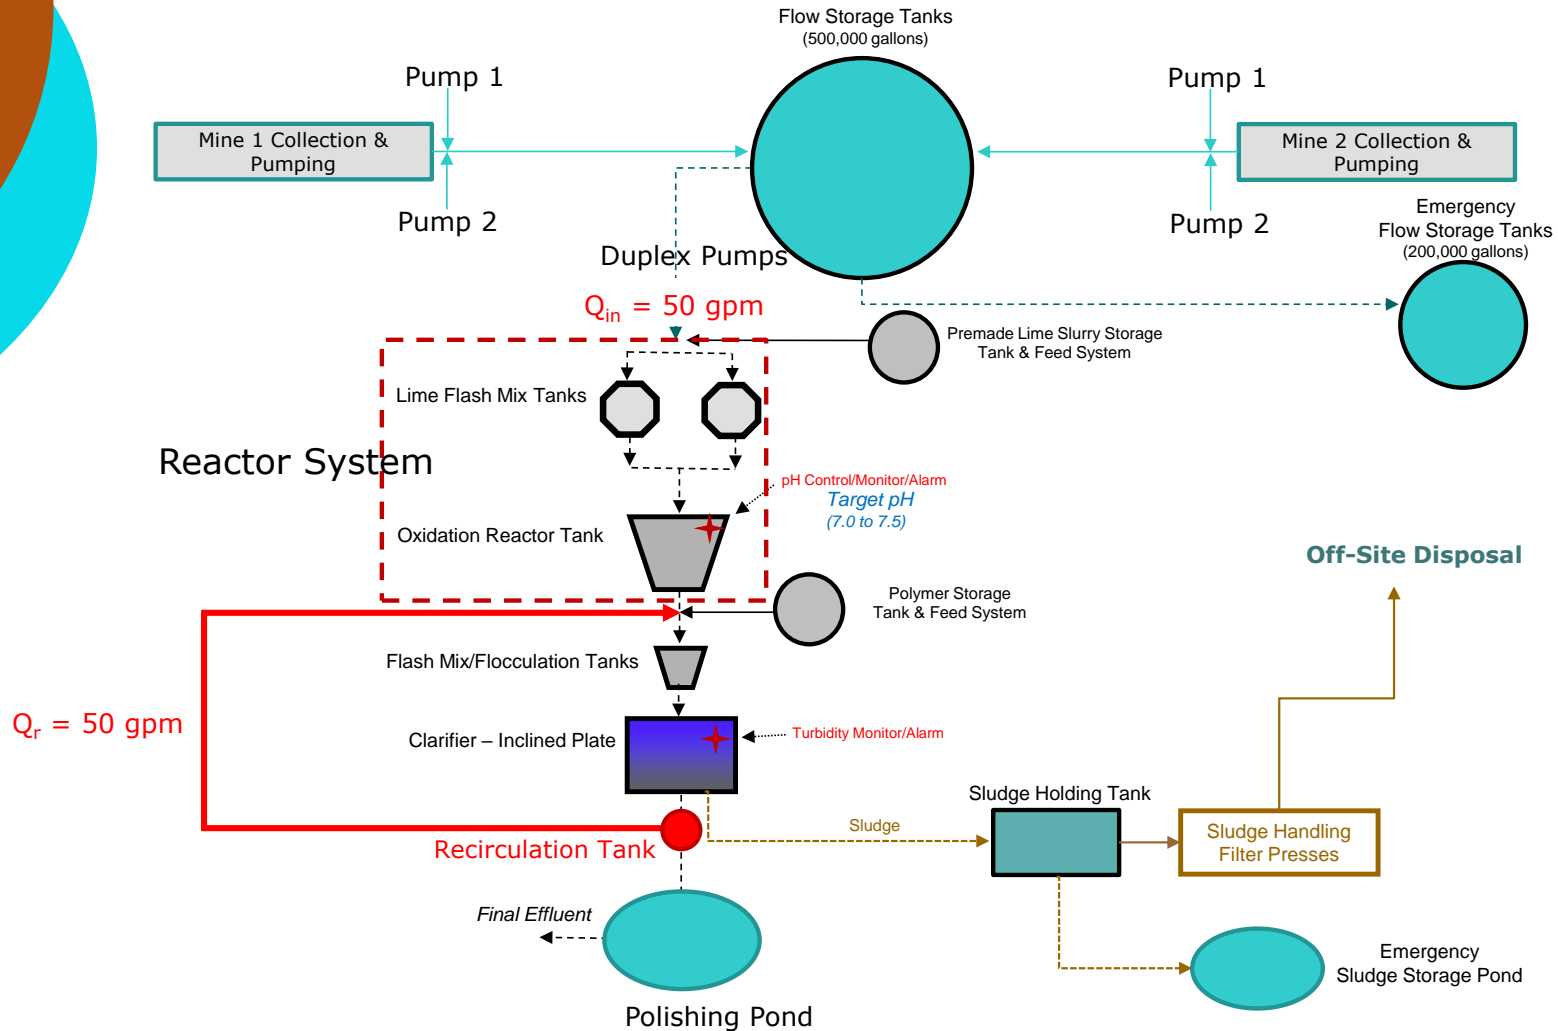 Flow Storage Tanks
(500,000 gallons)
Pump 1
Pump 1
Mine 1 Collection &
Pumping
Mine 2 Collection &
Pumping
Pump 2
Pump 2
Emergency
Flow Storage Tanks
(200,000 gallons)
Duplex Pumps
Qin = 50 gpm
Premade Lime Slurry Storage
Tank & Feed System
Lime Flash Mix Tanks
Reactor System
pH Control/Monitor/Alarm
Target pH
(7.0 to 7.5)
Oxidation Reactor Tank
Off-Site Disposal
Polymer Storage
Tank & Feed System
Flash Mix/Flocculation Tanks
Qr = 50 gpm
Clarifier – Inclined Plate
Turbidity Monitor/Alarm
Sludge Holding Tank
Sludge
Sludge Handling
Filter Presses
Recirculation Tank
Final Effluent
Emergency
Sludge Storage Pond
Polishing Pond